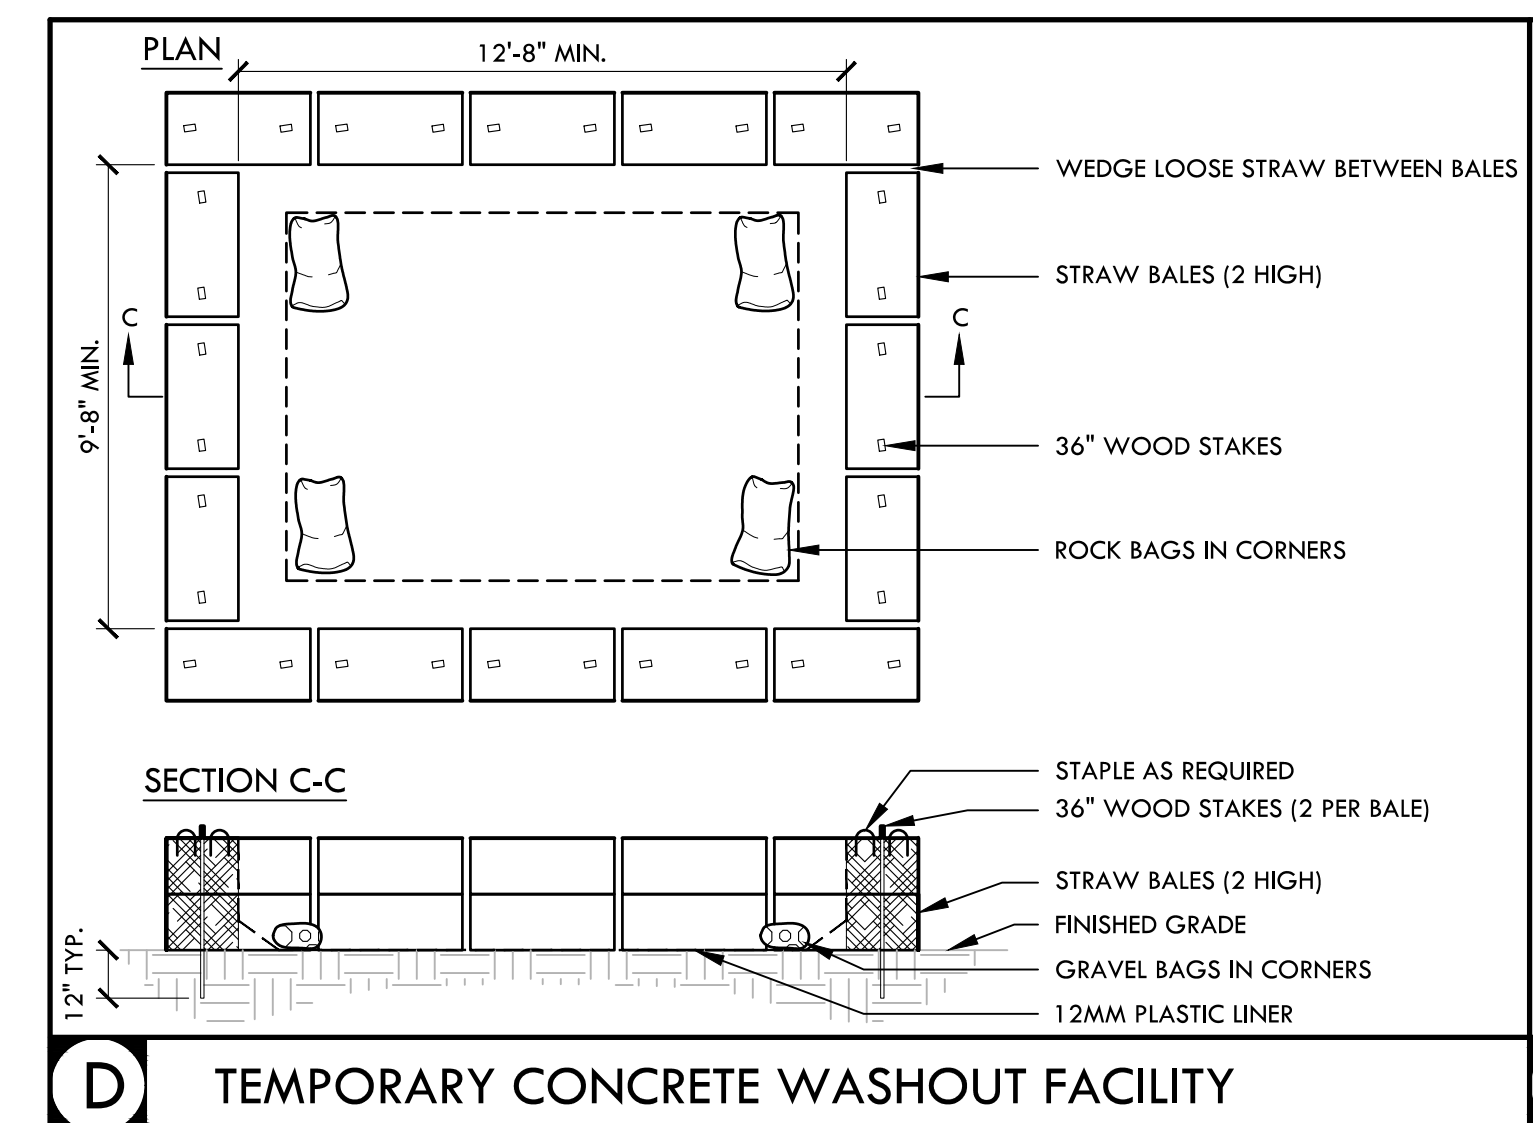 PLAN
12'-8" MIN.
WEDGE LOOSE STRAW BETWEEN BALES
STRAW BALES (2 HIGH)
C
C
9'-8" MIN.
36" WOOD STAKES
ROCK BAGS IN CORNERS
SECTION C-C
STAPLE AS REQUIRED
36" WOOD STAKES (2 PER BALE)
STRAW BALES (2 HIGH)
FINISHED GRADE
12" TYP.
GRAVEL BAGS IN CORNERS
12MM PLASTIC LINER
D
TEMPORARY CONCRETE WASHOUT FACILITY